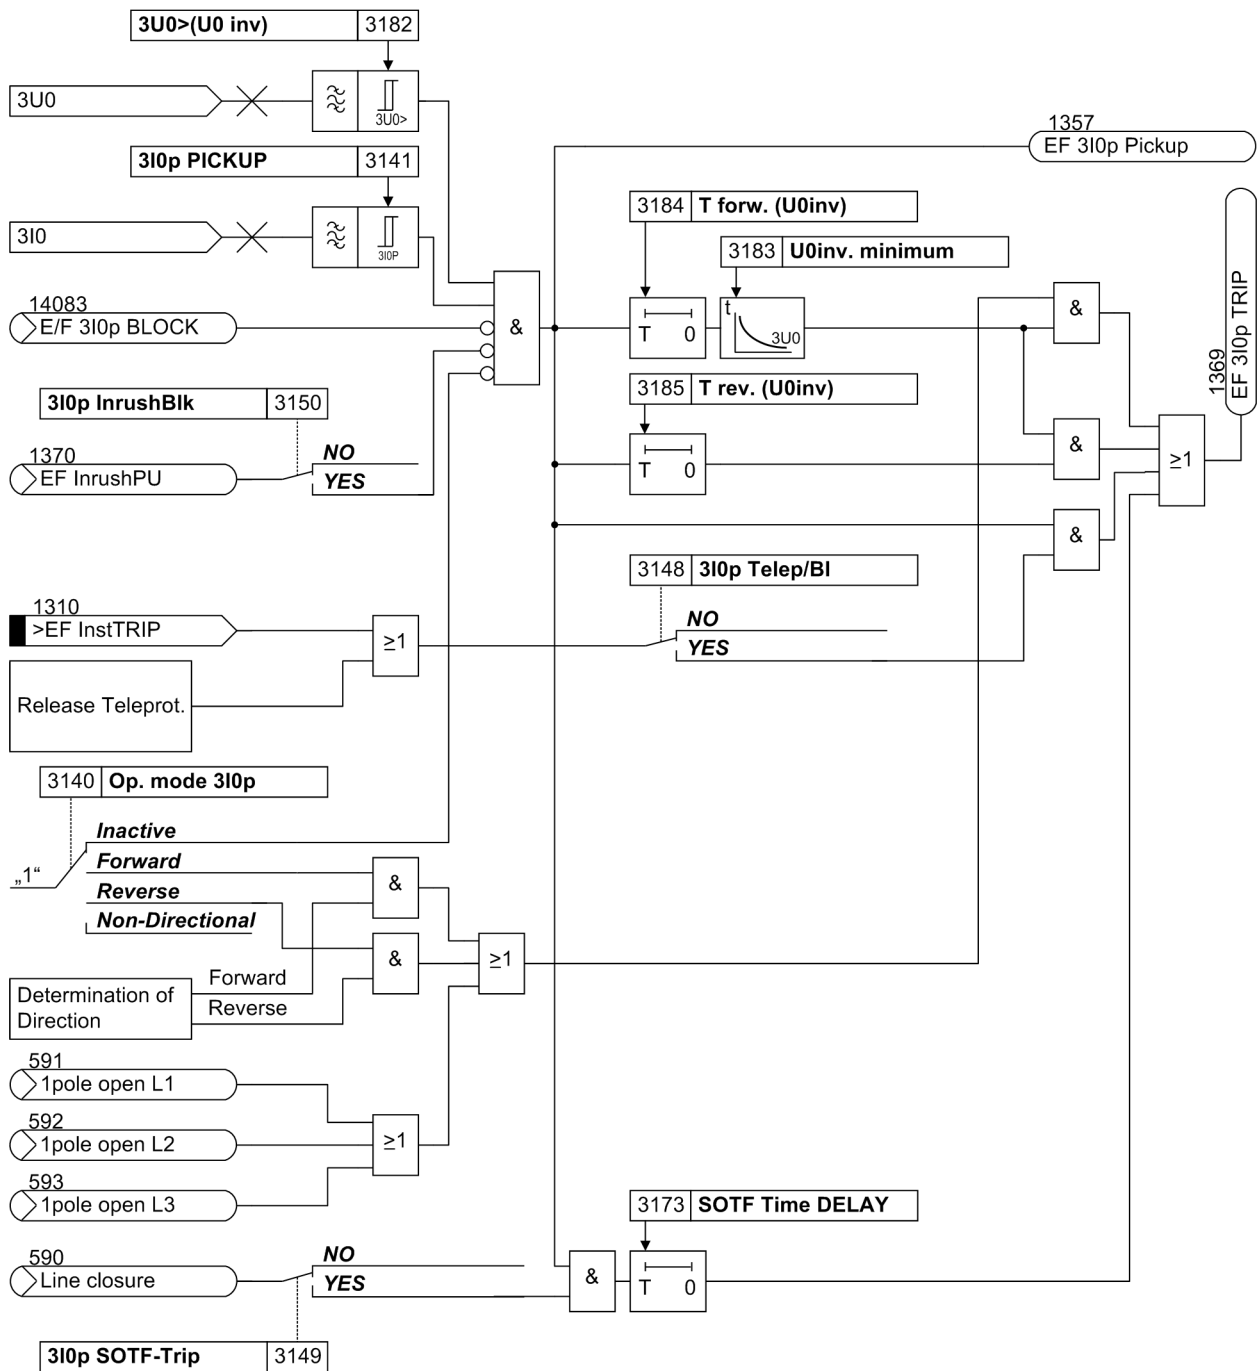 3U0>(U0 inv) 3182
3U0
3U0>
1357
EF 3I0p Pickup
3I0p PICKUP 3141
3184 T forw. (U0inv)
3I0
3I0P
3183 U0inv. minimum
14083
E/F 3I0p BLOCK
&
T 0
t
3U0
&
1369
EF 3I0p TRIP
3185 T rev. (U0inv)
3I0p InrushBlk 3150
1370
EF InrushPU
NO
YES
T 0
&
≥1
&
3148 3I0p Telep/BI
1310
>EF InstTRIP
≥1
NO
YES
Release Teleprot.
3140 Op. mode 3I0p
Inactive
Forward
„1“
Reverse
Non-Directional
&
&
≥1
Forward
Determination of
Direction
Reverse
591
1pole open L1
592
1pole open L2
≥1
593
1pole open L3
3173 SOTF Time DELAY
590
Line closure
NO
YES
&
T 0
3I0p SOTF-Trip 3149